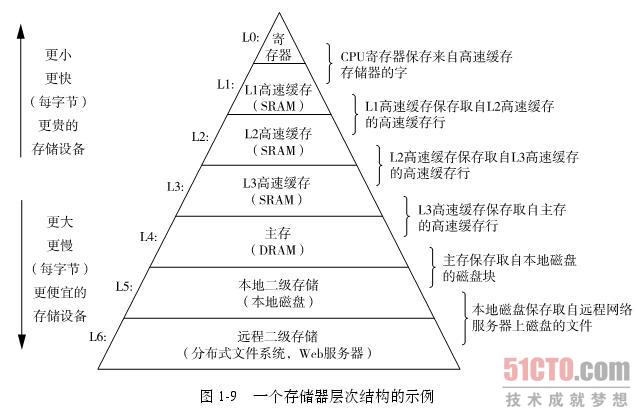 L0:
寄
存器
CPU寄存器保存来自高速缓存
存储器的字
更小
更快
(每字节)
更贵的
存储设备
L1:
L1高速缓存
(SRAM)
L1高速缓存保存取自L2高速缓存
的高速缓存行
L2:
L2高速缓存
(SRAM)
L2高速缓存保存取自L3高速缓存
的高速缓存行
L3:
L3高速缓存
(SRAM)
L3高速缓存保存取自主存
的高速缓存行
更大
更慢
(每字节)
更便宜的
存储设备
L4:
主存
(DRAM)
主存保存取自本地磁盘
的磁盘块
L5:
本地二级存储
(本地磁盘)
本地磁盘保存取自远程网络
服务器上磁盘的文件
L6:
远程二级存储
(分布式文件系统，Web服务器)
图 1-9 一个存储器层次结构的示例
51CTO.com
技术成就梦想